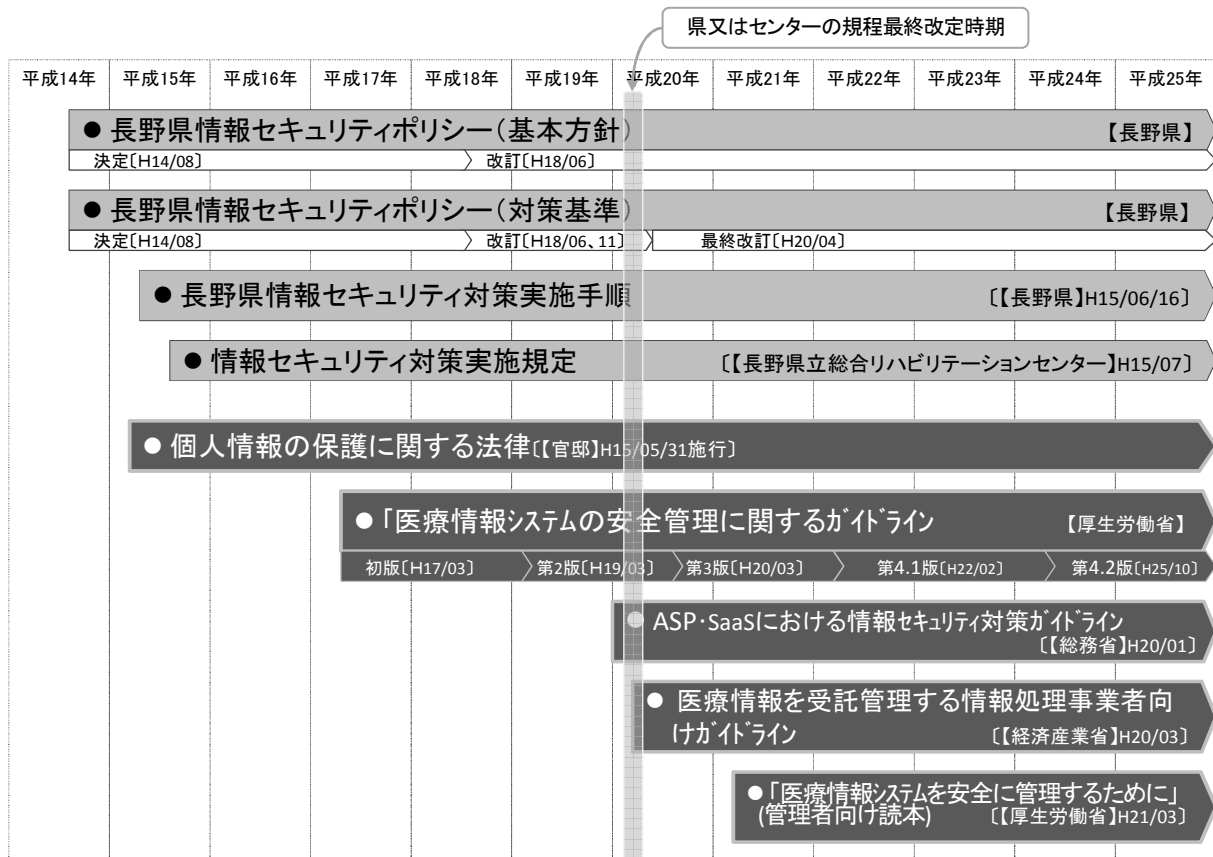 県又はセンターの規程最終改定時期
平成14年 平成15年 平成16年 平成17年 平成18年 平成19年 平成20年 平成21年 平成22年 平成23年 平成24年 平成25年
● 長野県情報セキュリティポリシー(基本方針) 【長野県】
決定〔H14/08〕 改訂〔H18/06〕
● 長野県情報セキュリティポリシー(対策基準) 【長野県】
決定〔H14/08〕 改訂〔H18/06、11〕 最終改訂〔H20/04〕
● 長野県情報セキュリティ対策実施手順 〔【長野県】H15/06/16〕
● 情報セキュリティ対策実施規定 〔【長野県立総合リハビリテーションセンター】H15/07〕
● 個人情報の保護に関する法律〔【官邸】H15/05/31施行〕
● 「医療情報システムの安全管理に関するガイドライン 【厚生労働省】
初版〔H17/03〕 第2版〔H19/03〕 第3版〔H20/03〕 第4.1版〔H22/02〕 第4.2版〔H25/10〕
● ASP・SaaSにおける情報セキュリティ対策ガイドライン
〔【総務省】H20/01〕
● 医療情報を受託管理する情報処理事業者向
けガイドライン 〔【経済産業省】H20/03〕
● 「医療情報システムを安全に管理するために」
(管理者向け読本) 〔【厚生労働省】H21/03〕